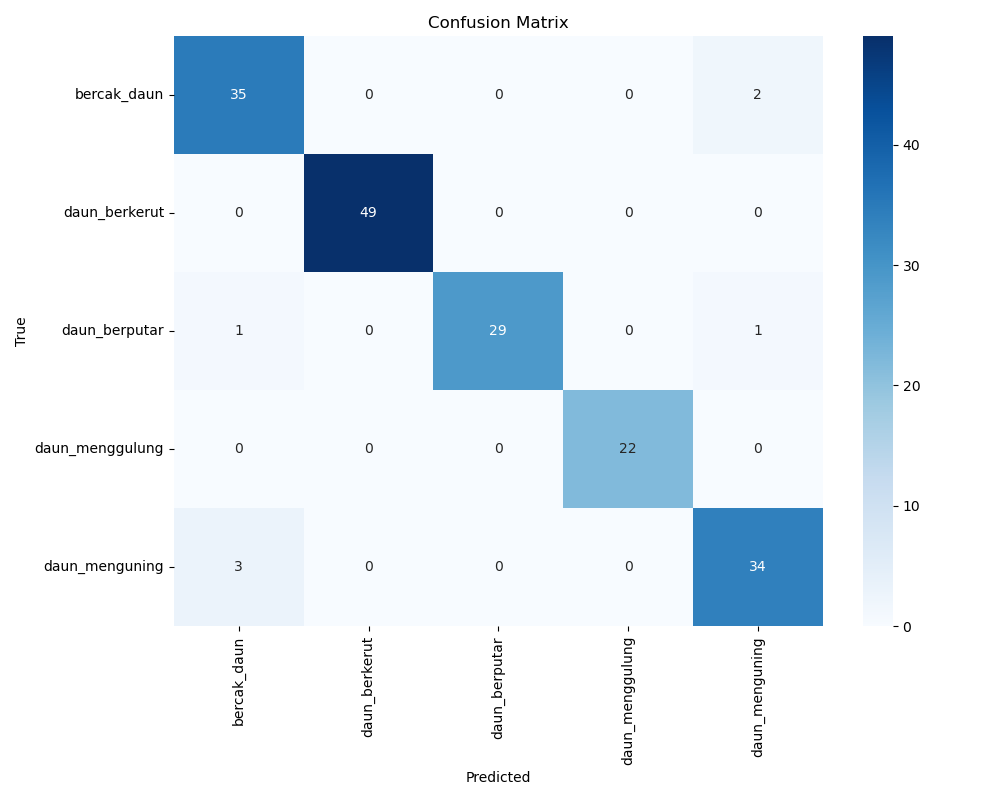 Confusion Matrix
True
bercak_daun 35 0 0 0 2
daun_berkerut 0 49 0 0 0
daun_berputar 1 0 29 0 1
daun_menggulung 0 0 0 22 0
daun_menguning 3 0 0 0 34
bercak_daun
daun_berkerut
daun_berputar
daun_menggulung
daun_menguning
Predicted
40
30
20
10
0